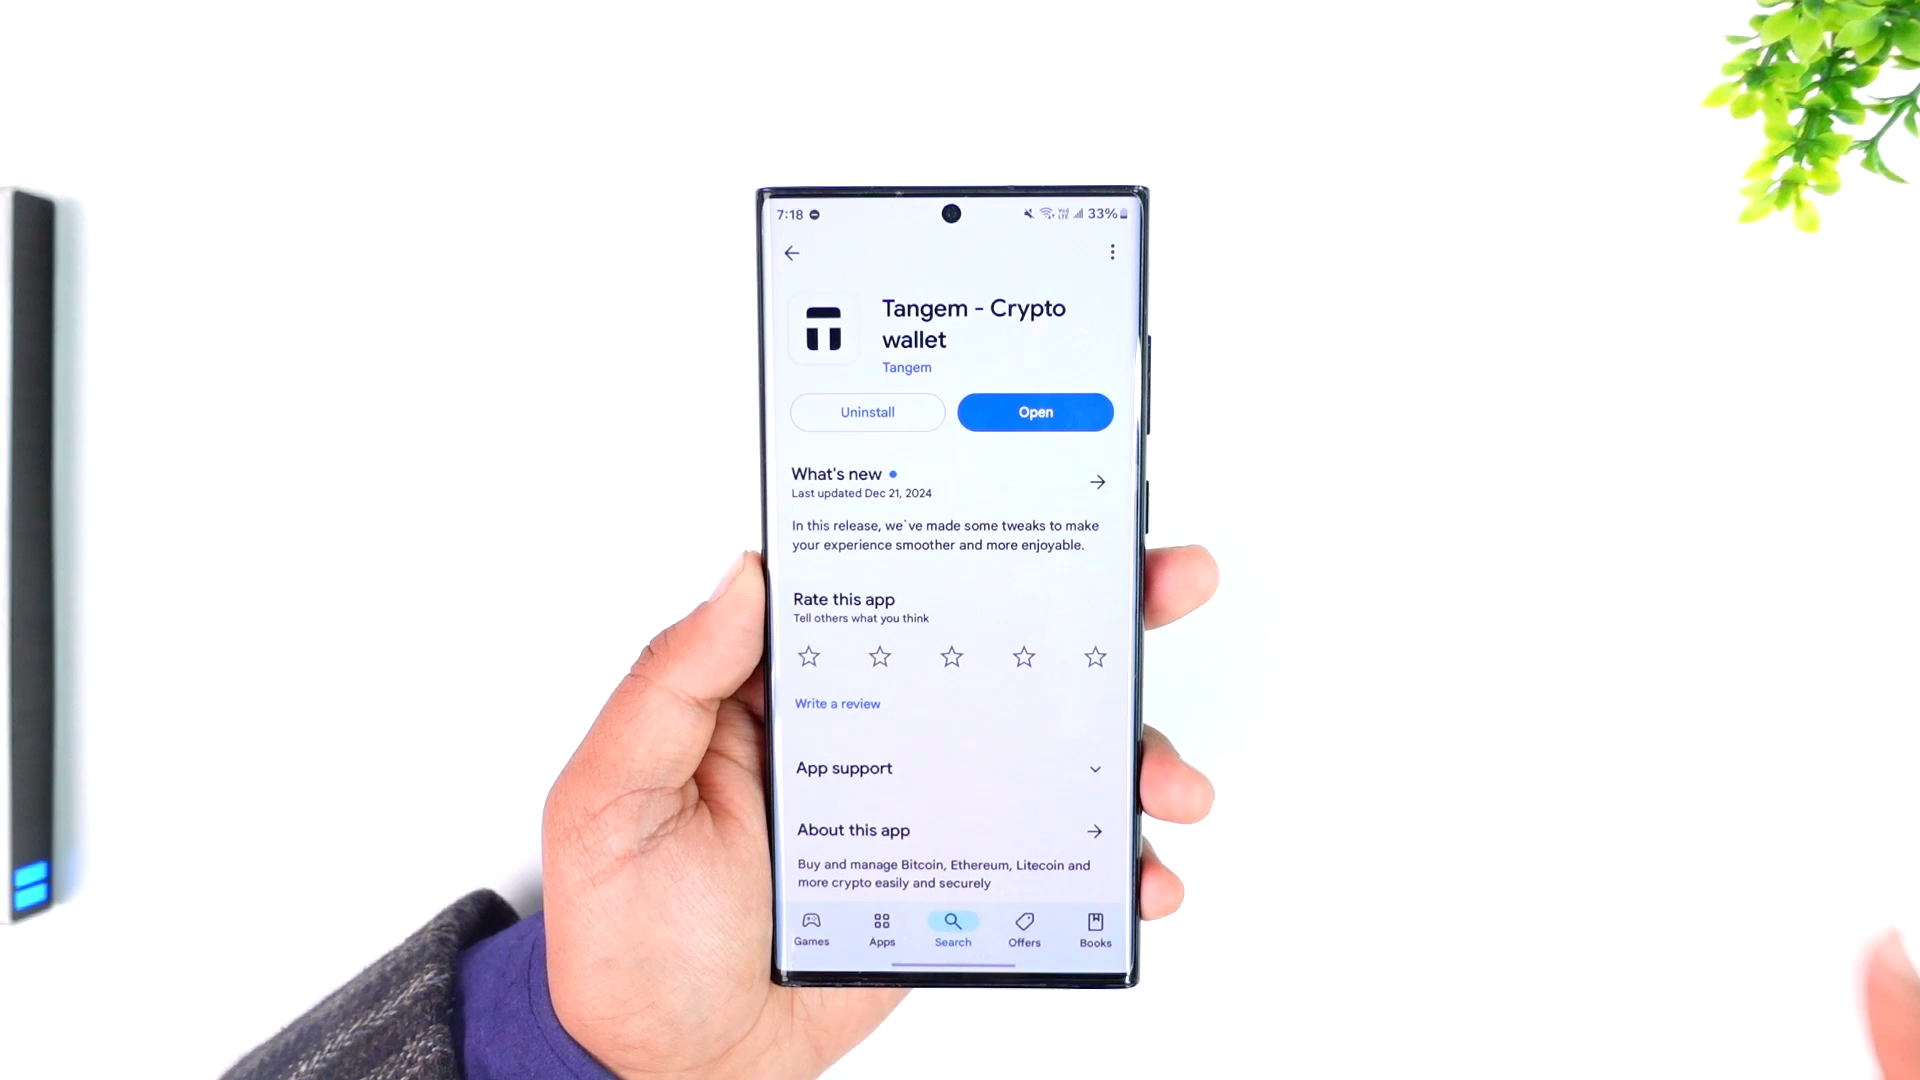 7:18
33%
Tangem - Crypto
wallet
Tangem
Uninstall
Open
What's new
Last updated Dec 21, 2024
In this release, we`ve made some tweaks to make
your experience smoother and more enjoyable.
Rate this app
Tell others what you think
Write a review
App support
About this app
Buy and manage Bitcoin, Ethereum, Litecoin and
more crypto easily and securely
Games
Apps
Search
Offers
Books